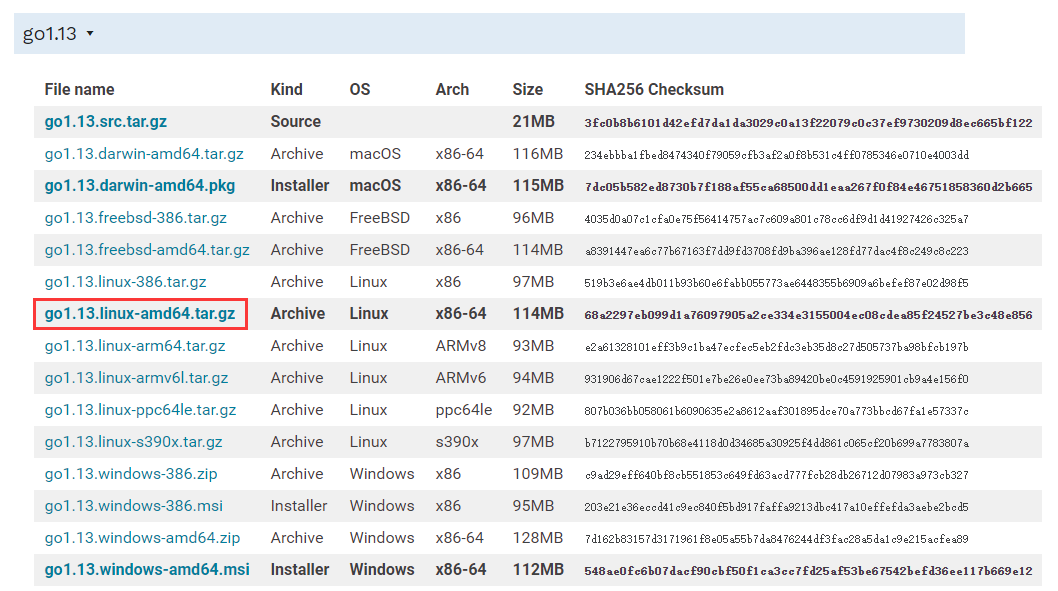 go1.13
File name Kind OS Arch Size SHA256 Checksum
go1.13.src.tar.gz Source 21MB 3fc0b8b6101d42efd7da1da3029c0a13f22079c0c37ef9730209d8ec665bf122
go1.13.darwin-amd64.tar.gz Archive macOS x86-64 116MB 234ebbba1fbed8474340f79059cfb3af2a0f8b531c4ff0785346e0710e4003dd
go1.13.darwin-amd64.pkg Installer macOS x86-64 115MB 7dc05b582ed8730b7f188af55ca68500dd1eaa267f0f84e46751858360d2b665
go1.13.freebsd-386.tar.gz Archive FreeBSD x86 96MB 4035d0a07c1cfa0e75f56414757ac7c609a801c78cc6df9d1d41927426c325a7
go1.13.freebsd-amd64.tar.gz Archive FreeBSD x86-64 114MB a8391447ea6c77b67163f7dd9fd3708fd9ba396ae128fd77dac4f8c249c8c223
go1.13.linux-386.tar.gz Archive Linux x86 97MB 519b3e6ae4db011b93b60e6fabb055773ae6448355b6909a6befef87e02d98f5
go1.13.linux-amd64.tar.gz Archive Linux x86-64 114MB 68a2297eb099d1a76097905a2ce334e3155004ec08cdea85f24527be3c48e856
go1.13.linux-arm64.tar.gz Archive Linux ARMv8 93MB e2a61328101eff3b9c1ba47ecfec5eb2fdc3eb35d8c27d505737ba98bfcb197b
go1.13.linux-armv6l.tar.gz Archive Linux ARMv6 94MB 931906d67cae1222f501e7be26e0ee73ba89420be0c4591925901cb9a4e156f0
go1.13.linux-ppc64le.tar.gz Archive Linux ppc64le 92MB 807b036bb058061b6090635e2a8612aaf301895dce70a773bbcd67fa1e57337c
go1.13.linux-s390x.tar.gz Archive Linux s390x 97MB b7122795910b70b68e4118d0d34685a30925f4dd861c065cf20b699a7783807a
go1.13.windows-386.zip Archive Windows x86 109MB c9ad29eff640bf8cb551853c649fd63acd777fcb28db26712d07983a973cb327
go1.13.windows-386.msi Installer Windows x86 95MB 203e21e36eccd41c9ec840f5bd917faffa9213dbc417a10effefda3aebe2bcd5
go1.13.windows-amd64.zip Archive Windows x86-64 128MB 7d162b83157d3171961f8e05a55b7da8476244df3fac28a5da1c9e215acfea89
go1.13.windows-amd64.msi Installer Windows x86-64 112MB 548ae0fc6b07dacf90cbf50f1ca3cc7fd25af53be67542befd36ee117b669e12